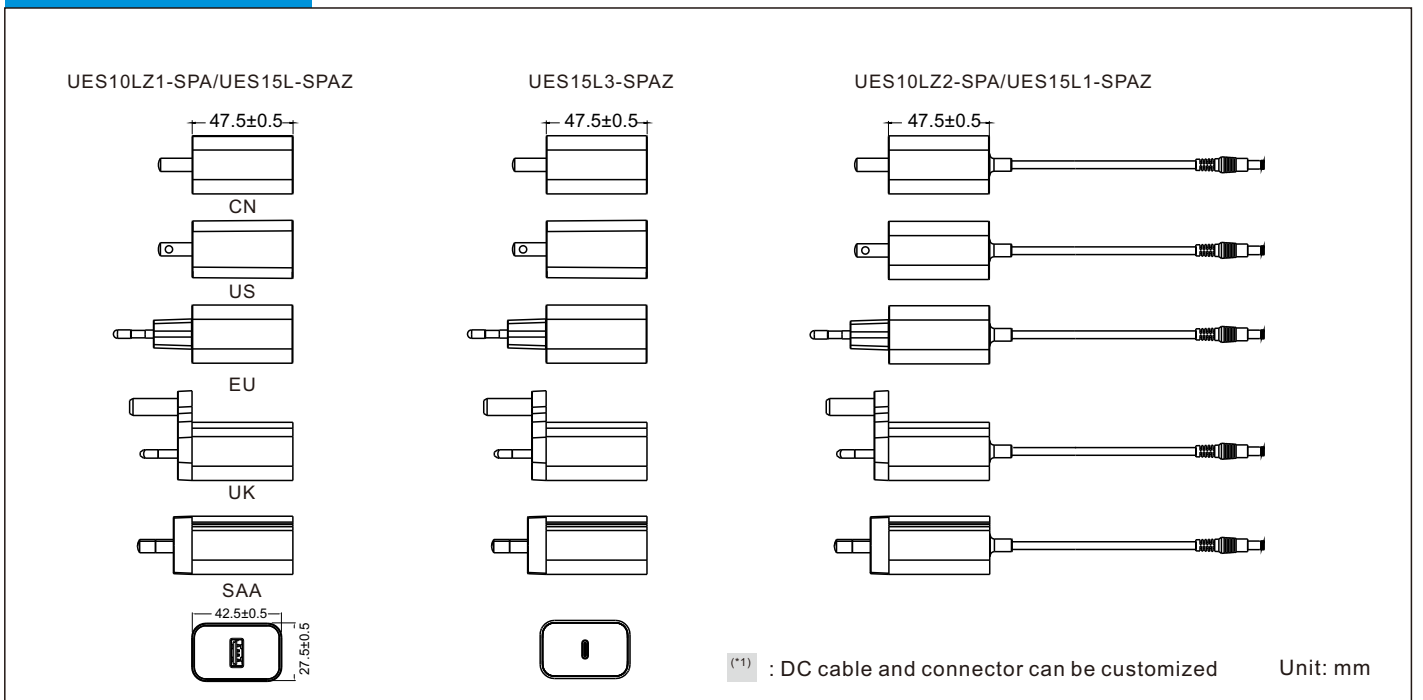 UES10LZ1-SPA/UES15L-SPAZ
UES15L3-SPAZ
UES10LZ2-SPA/UES15L1-SPAZ
47.5±0.5
47.5±0.5
47.5±0.5
CN
US
EU
UK
SAA
42.5±0.5
27.5±0.5
(*1) : DC cable and connector can be customized
Unit: mm